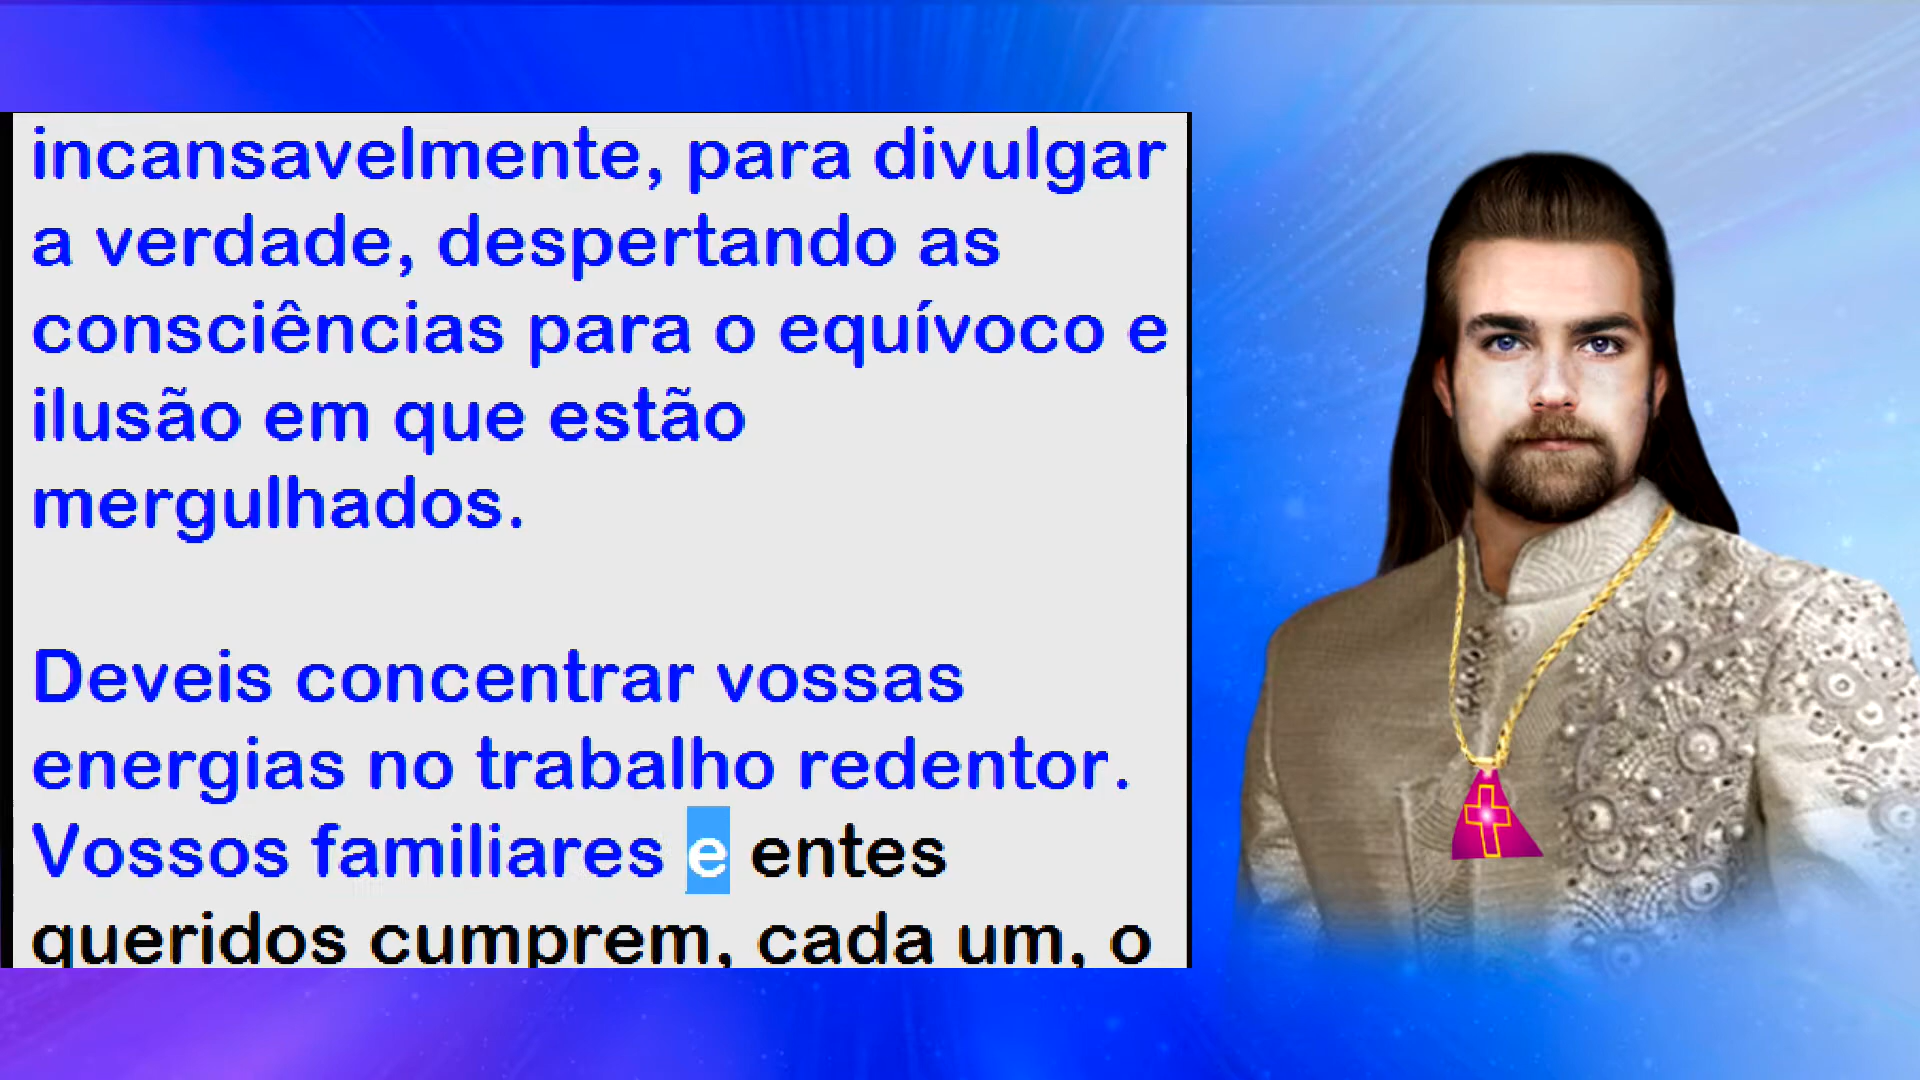 incansavelmente, para divulgar
a verdade, despertando as
consciências para o equívoco e
ilusão em que estão
mergulhados.
Deveis concentrar vossas
energias no trabalho redentor.
Vossos familiares e entes
queridos cumprem, cada um, o